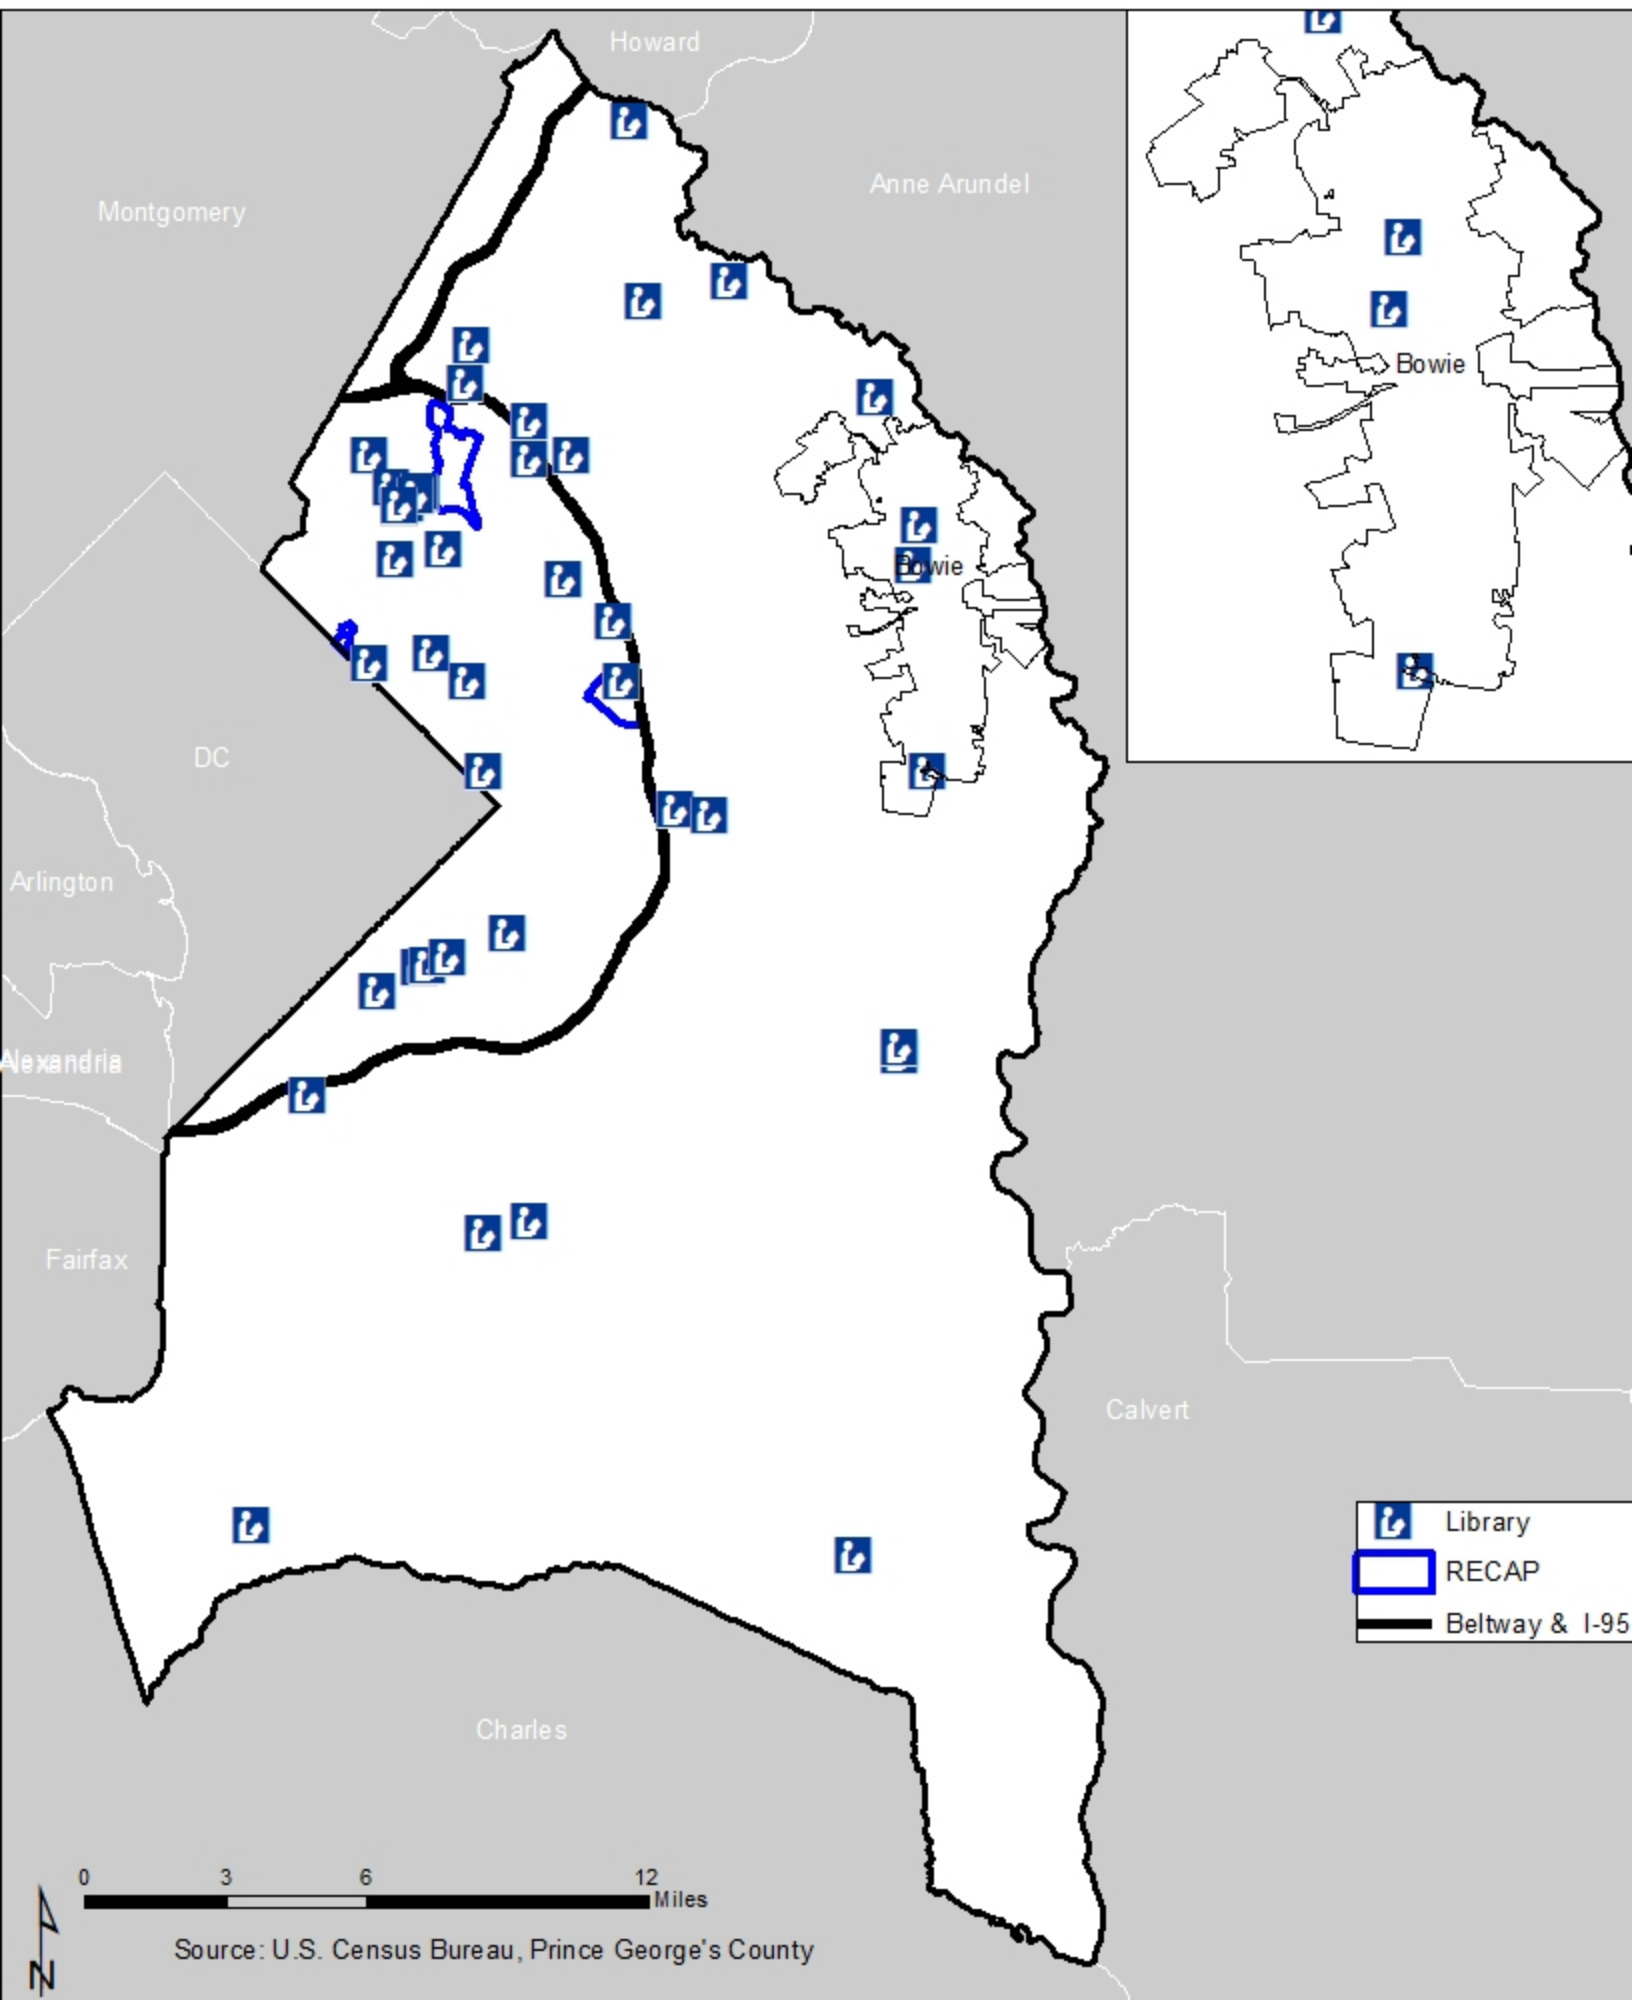 Howard
Anne Arundel
Montgomery
Bowie
Bowie
DC
Arlington
Alexandria
Alexandria
Fairfax
Calvert
Library
RECAP
Beltway & I-95
Charles
0 3 6 12
Miles
Source: U.S. Census Bureau, Prince George's County
N